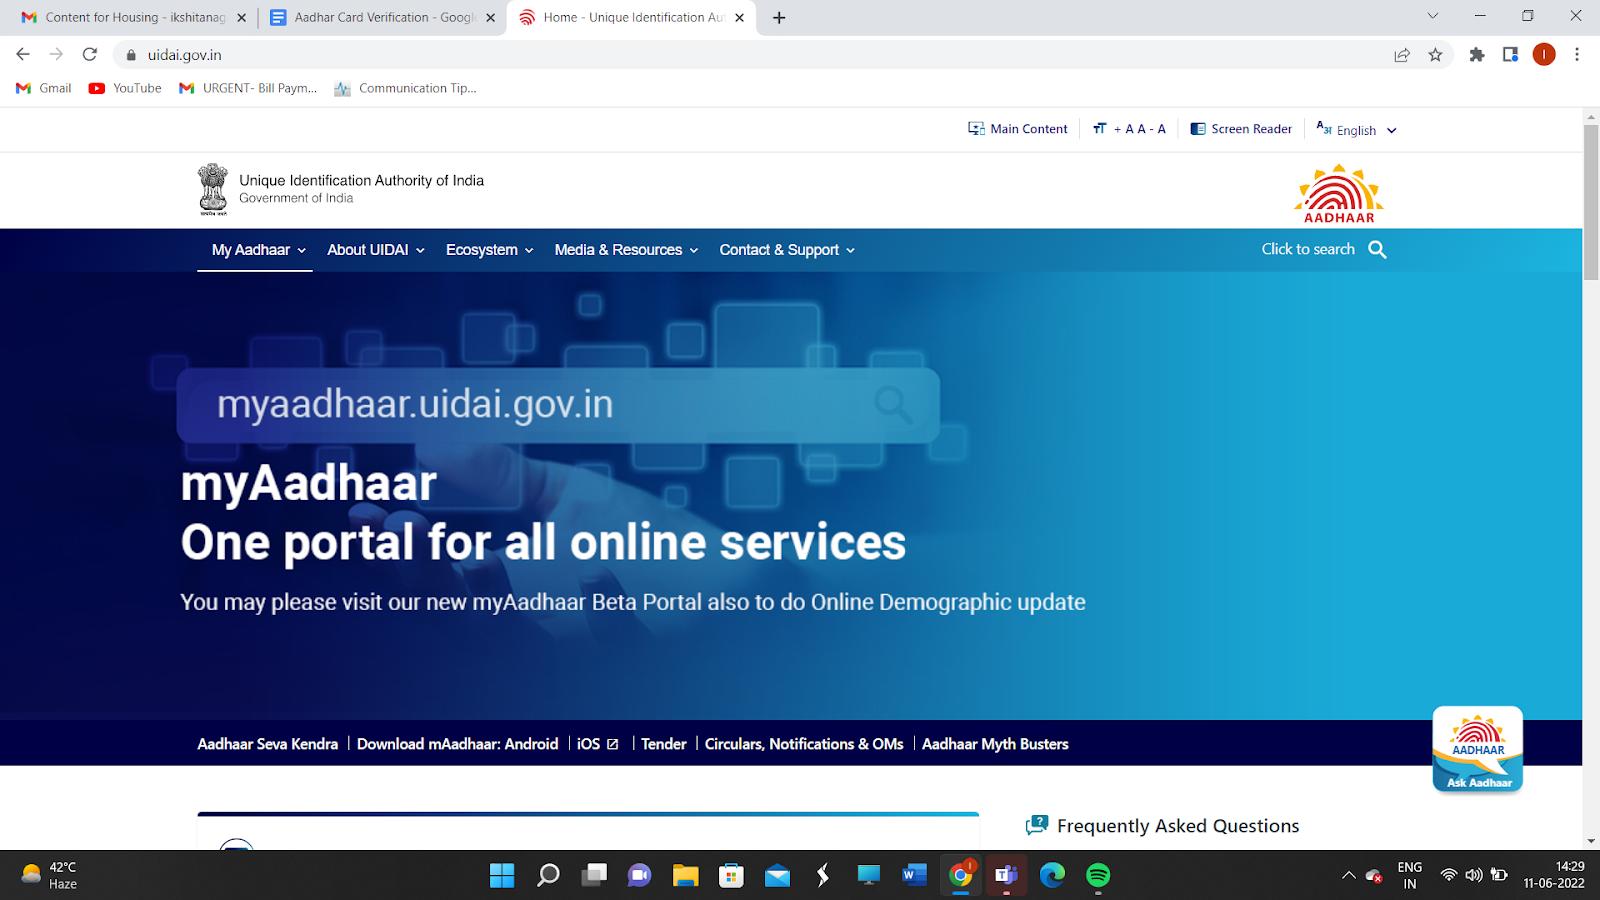 Content for Housing - ikshitanag
Aadhar Card Verification - Google
Home - Unique Identification Aut
uidai.gov.in
I
Gmail
YouTube
URGENT- Bill Paym...
Communication Tip...
Main Content
+ A A - A
Screen Reader
English
Unique Identification Authority of India
Government of India
AADHAAR
My Aadhaar
About UIDAI
Ecosystem
Media & Resources
Contact & Support
Click to search
myaadhaar.uidai.gov.in
myAadhaar
One portal for all online services
You may please visit our new myAadhaar Beta Portal also to do Online Demographic update
Aadhaar Seva Kendra
Download mAadhaar: Android
iOS
Tender
Circulars, Notifications & OMs
Aadhaar Myth Busters
AADHAAR
Ask Aadhaar
Frequently Asked Questions
42°C
Haze
ENG
IN
14:29
11-06-2022